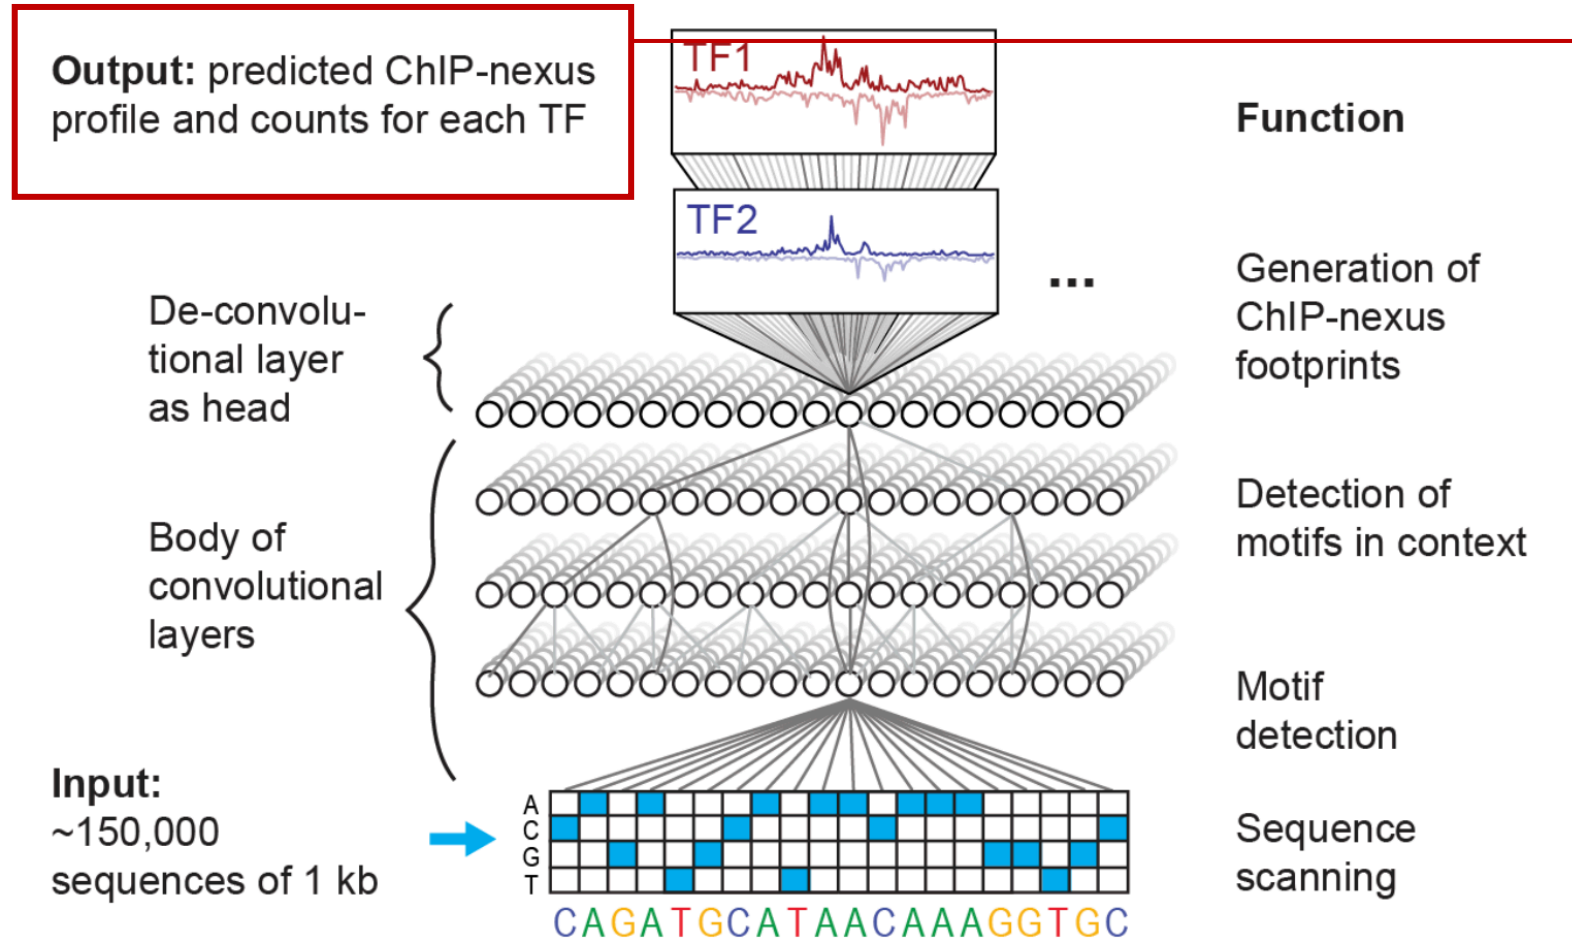 Output: predicted ChIP-nexus
profile and counts for each TF
TF1
Function
TF2
...
Generation of
ChIP-nexus
footprints
De-convolu-
tional layer
as head
Detection of
motifs in context
Body of
convolutional
layers
Motif
detection
Input:
~150,000
sequences of 1 kb
A
C
G
T
Sequence
scanning
CAGATGCATAACAAAGGTGC